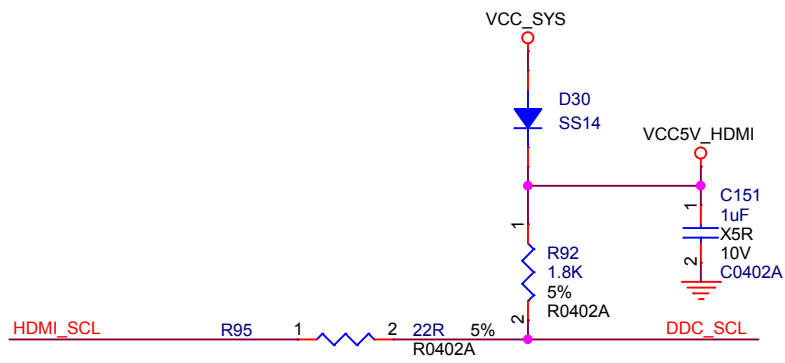 VCC_SYS
D30
SS14
VCC5V_HDMI
1
C151
1uF
X5R
10V
2
C0402A
1
R92
1.8K
5%
R0402A
2
HDMI_SCL
R95
1
2
22R
5%
R0402A
DDC_SCL